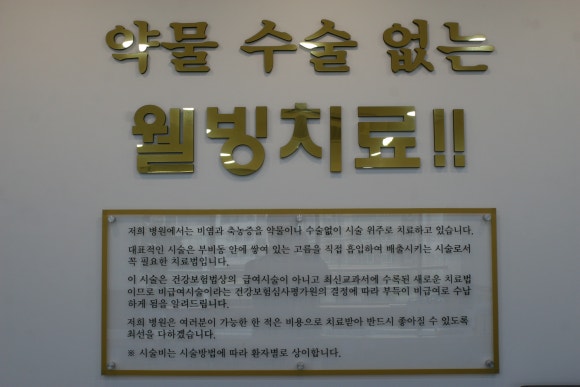 약물 수술 없는
웰빙치료!!
저희 병원에서는 비염과 축농증을 약물이나 수술없이 시술 위주로 치료하고 있습니다.
대표적인 시술은 부비동 안에 쌓여 있는 고름을 직접 흡입하여 배출시키는 시술로서
꼭 필요한 치료법입니다.
이 시술은 건강보험법상의 급여시술이 아니고 최신교과서에 수록된 새로운 치료법
이므로 비급여시술이라는 건강보험심사평가원의 결정에 따라 부득이 비급여로 수납
하게 됨을 알려드립니다.
저희 병원은 여러분이 가능한 한 적은 비용으로 치료받아 반드시 좋아질 수 있도록
최선을 다하겠습니다.
※ 시술비는 시술방법에 따라 환자별로 상이합니다.